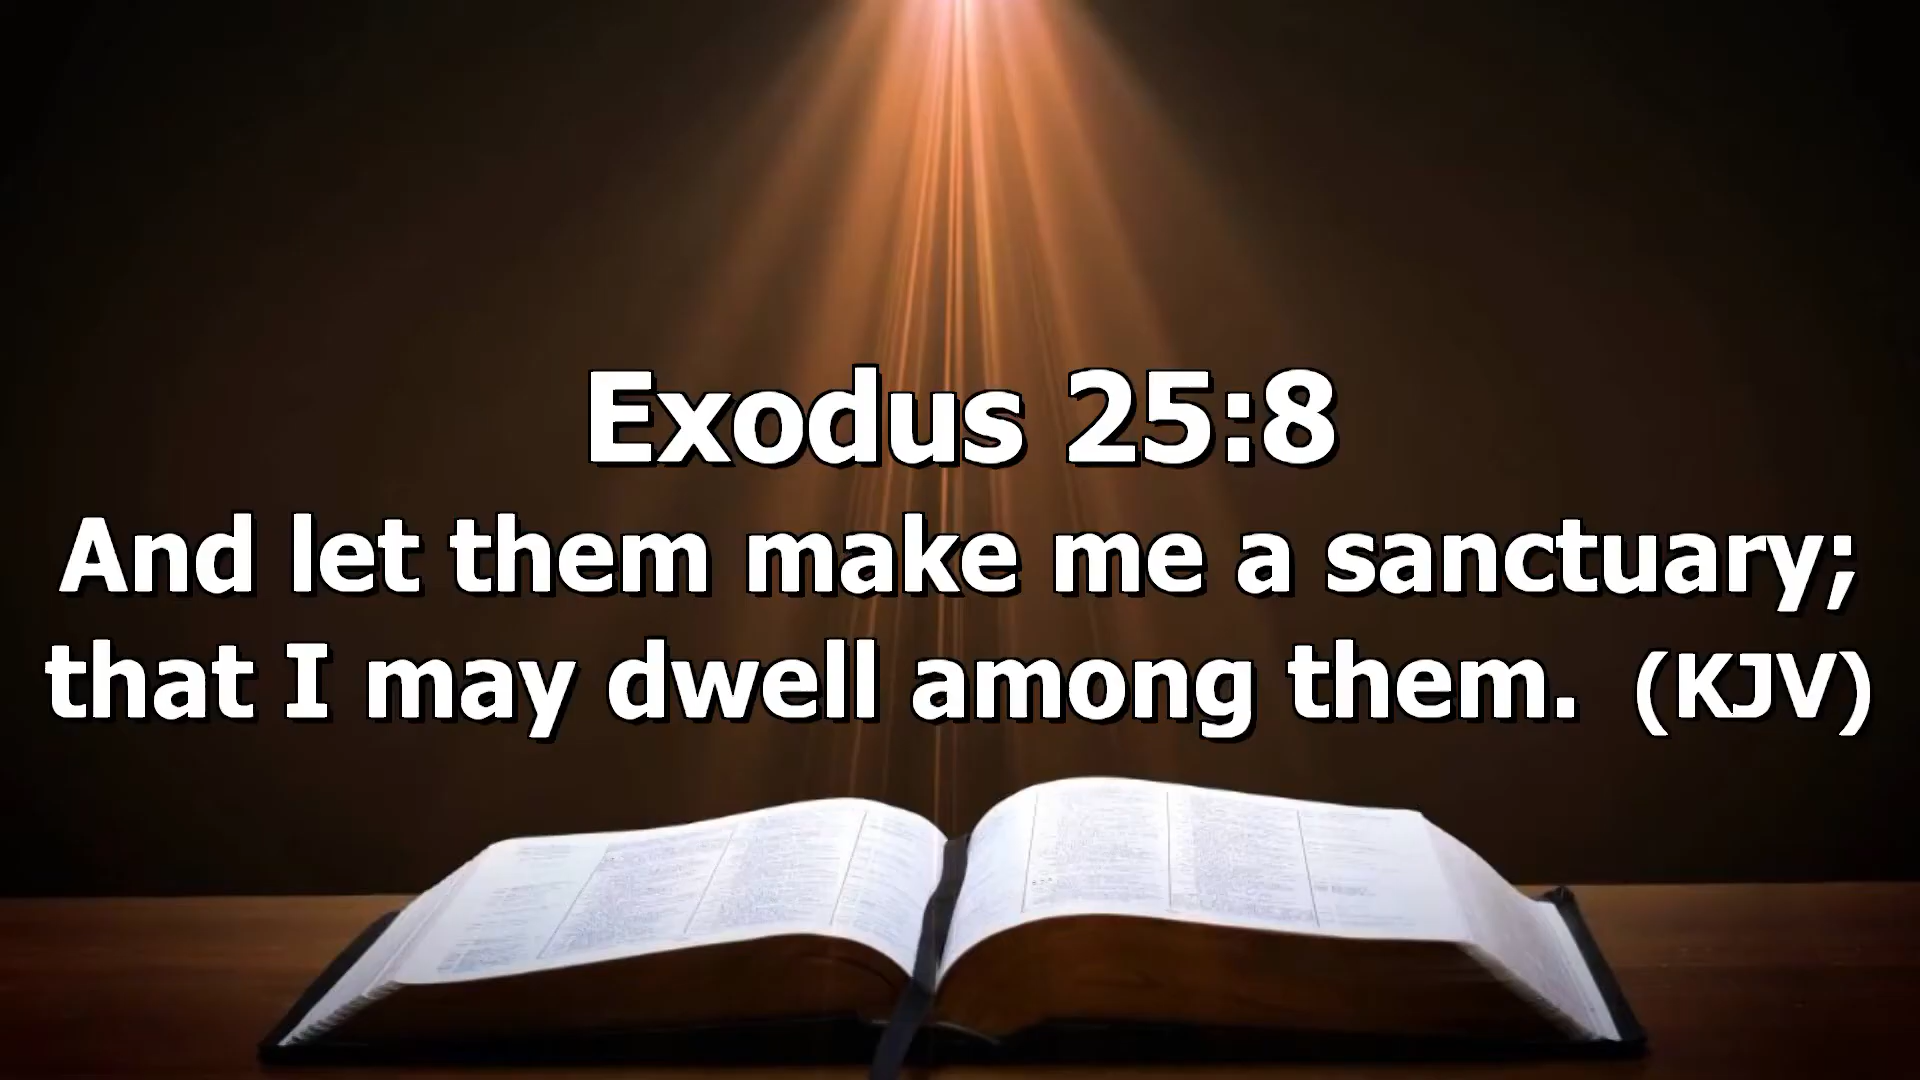 Exodus 25:8
And let them make me a sanctuary;
that I may dwell among them.  (KJV)